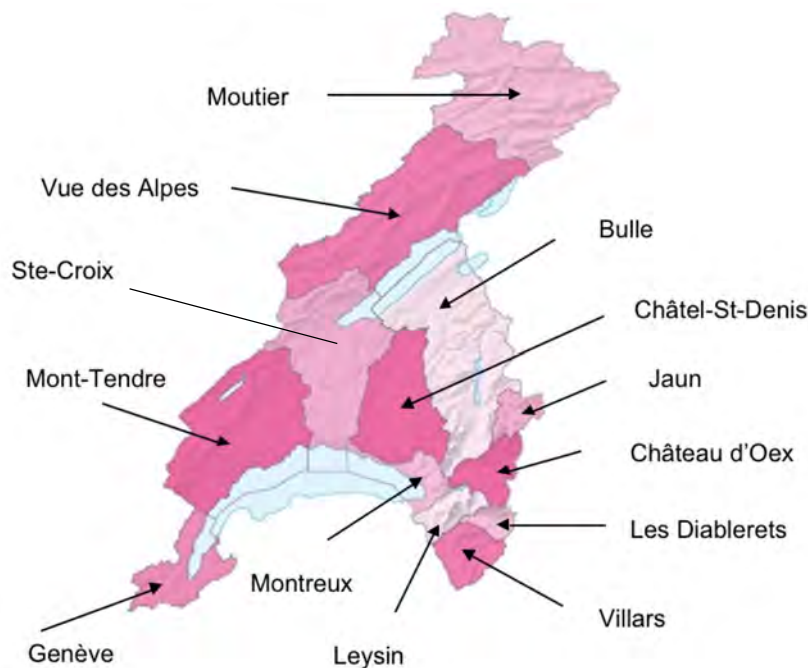 Moutier
Vue des Alpes
Bulle
Ste-Croix
Châtel-St-Denis
Mont-Tendre
Jaun
Château d'Oex
Les Diablerets
Montreux
Villars
Genève
Leysin